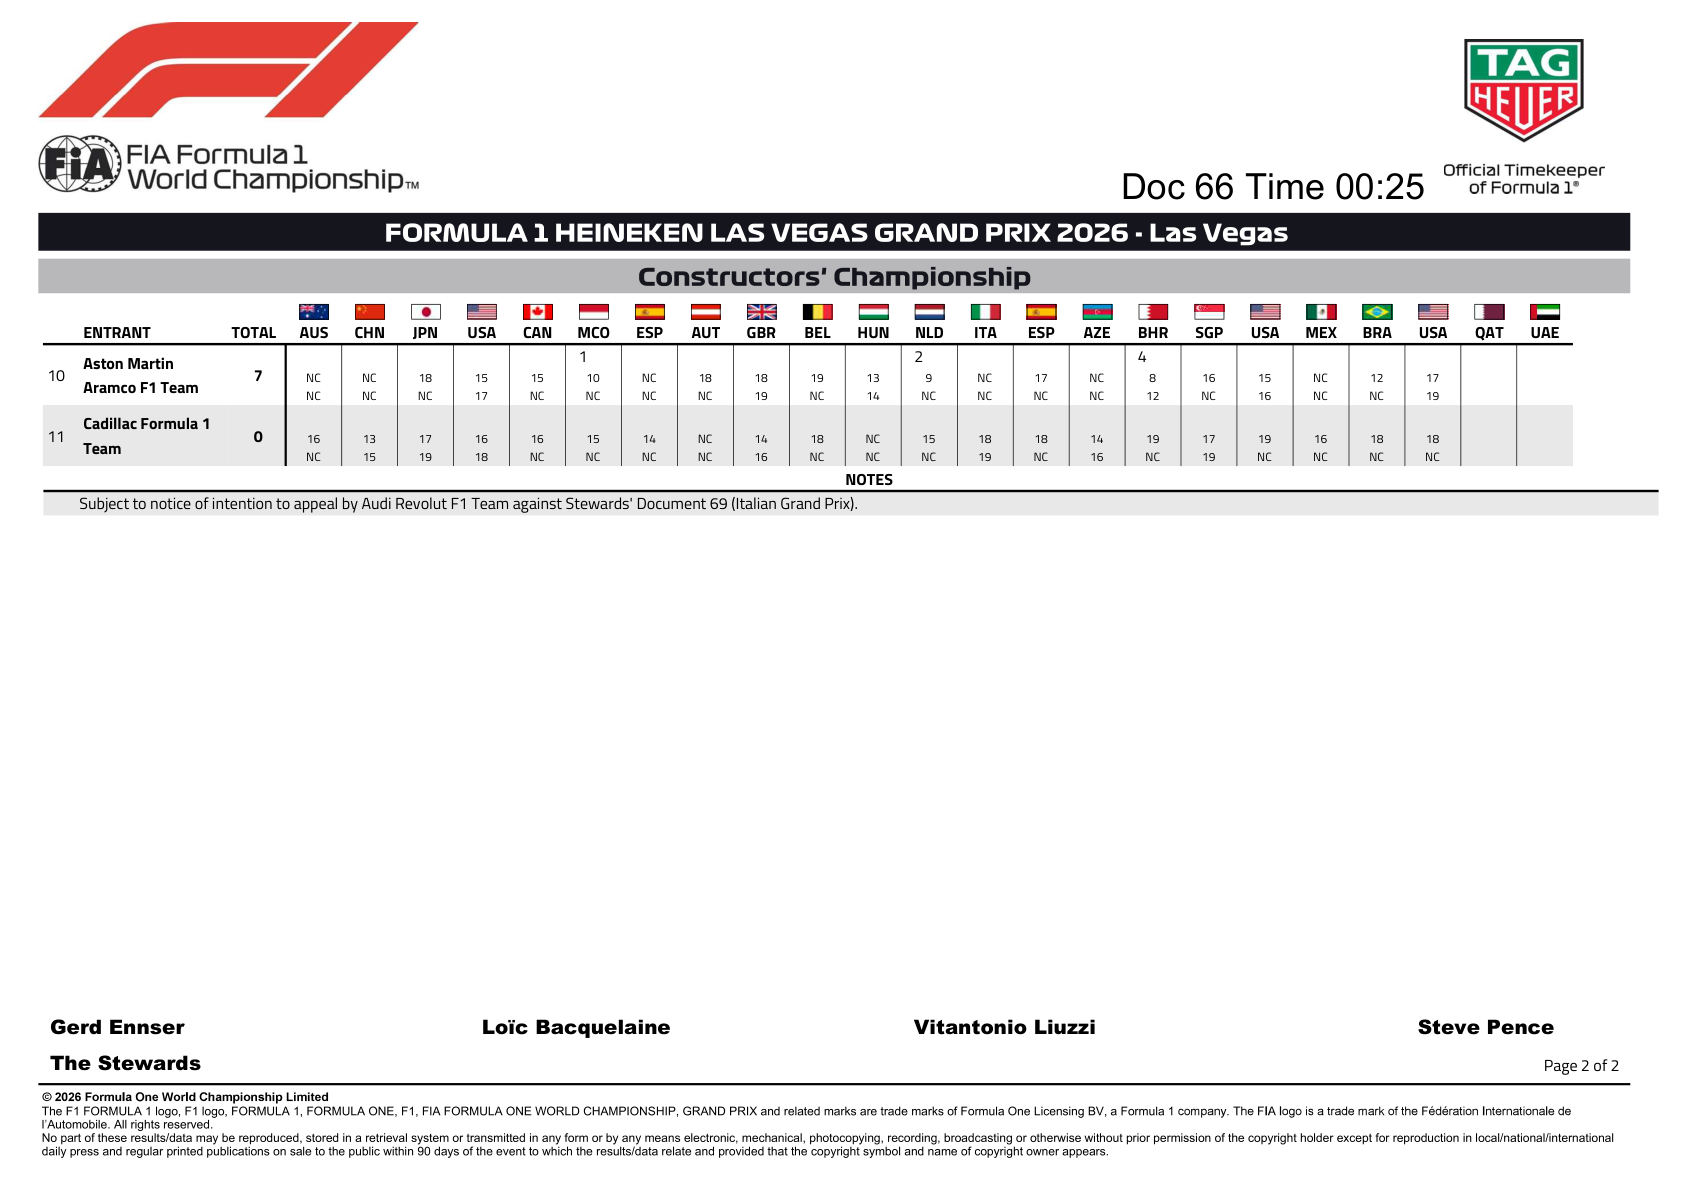 FIA Formula 1
World Championship™
TAG
HEUER
Official Timekeeper
of Formula 1®
Doc 66 Time 00:25
FORMULA 1 HEINEKEN LAS VEGAS GRAND PRIX 2026 - Las Vegas
Constructors' Championship
ENTRANT TOTAL AUS CHN JPN USA CAN MCO ESP AUT GBR BEL HUN NLD ITA ESP AZE BHR SGP USA MEX BRA USA QAT UAE
1 2 4
10 Aston Martin Aramco F1 Team 7
NC NC 18 15 15 10 NC 18 18 19 13 9 NC 17 NC 8 16 15 NC 12 17
NC NC NC 17 NC NC NC NC 19 NC 14 NC NC NC NC 12 NC 16 NC NC 19
11 Cadillac Formula 1 Team 0
16 13 17 16 16 15 14 NC 14 18 NC 15 18 18 14 19 17 19 16 18 18
NC 15 19 18 NC NC NC NC 16 NC NC NC 19 NC 16 NC 19 NC NC NC NC
NOTES
Subject to notice of intention to appeal by Audi Revolut F1 Team against Stewards' Document 69 (Italian Grand Prix).
Gerd Ennser Loïc Bacquelaine Vitantonio Liuzzi Steve Pence
The Stewards
Page 2 of 2
© 2026 Formula One World Championship Limited
The F1 FORMULA 1 logo, F1 logo, FORMULA 1, FORMULA ONE, F1, FIA FORMULA ONE WORLD CHAMPIONSHIP, GRAND PRIX and related marks are trade marks of Formula One Licensing BV, a Formula 1 company. The FIA logo is a trade mark of the Fédération Internationale de
l'Automobile. All rights reserved.
No part of these results/data may be reproduced, stored in a retrieval system or transmitted in any form or by any means electronic, mechanical, photocopying, recording, broadcasting or otherwise without prior permission of the copyright holder except for reproduction in local/national/international
daily press and regular printed publications on sale to the public within 90 days of the event to which the results/data relate and provided that the copyright symbol and name of copyright owner appears.